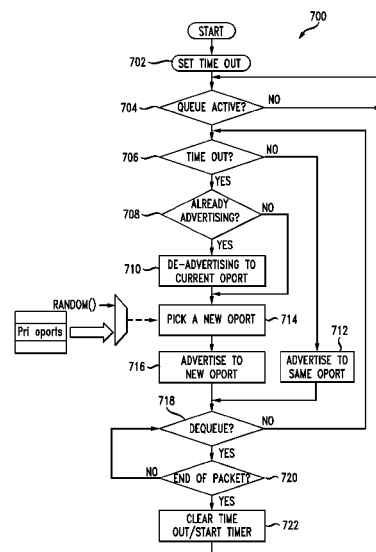 START
700
702
SET TIME OUT
704
QUEUE ACTIVE?
NO
706
TIME OUT?
NO
YES
708
ALREADY
ADVERTISING?
NO
YES
710
DE-ADVERTISING TO
CURRENT OPORT
RANDOM()
Pri oports
PICK A NEW OPORT
714
716
ADVERTISE TO
NEW OPORT
712
ADVERTISE TO
SAME OPORT
718
DEQUEUE?
NO
YES
NO
END OF PACKET?
720
YES
CLEAR TIME
OUT/START TIMER
722